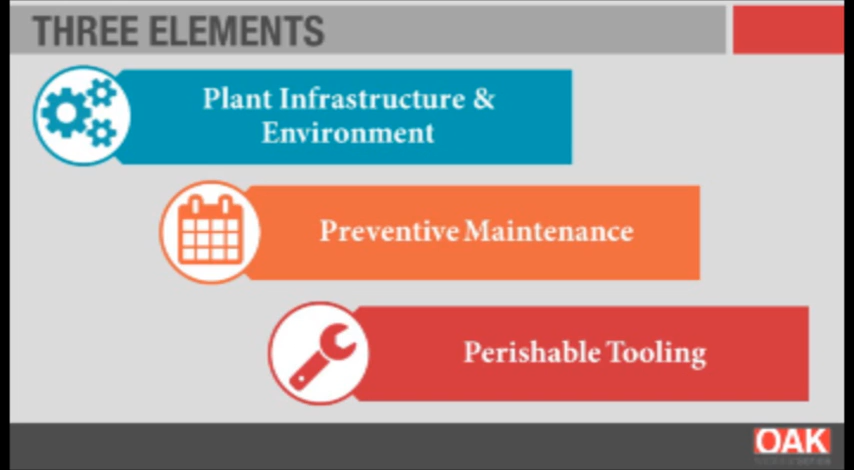 THREE ELEMENTS
Plant Infrastructure &
Environment
Preventive Maintenance
Perishable Tooling
OAK